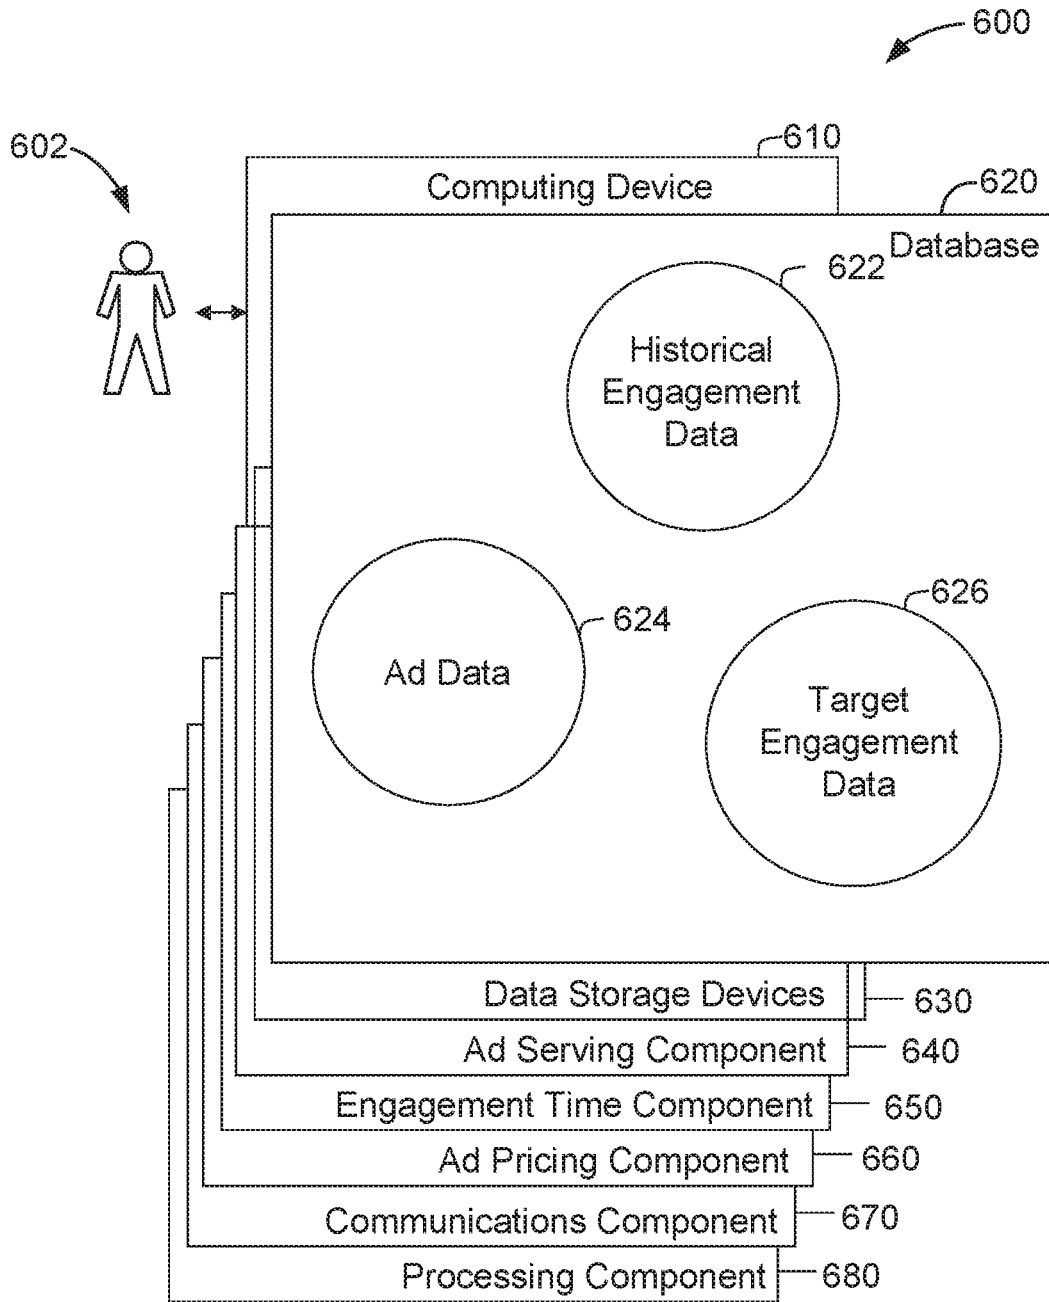 600
602
610
Computing Device
620
Database
622
Historical
Engagement
Data
624
Ad Data
626
Target
Engagement
Data
Data Storage Devices
630
Ad Serving Component
640
Engagement Time Component
650
Ad Pricing Component
660
Communications Component
670
Processing Component
680